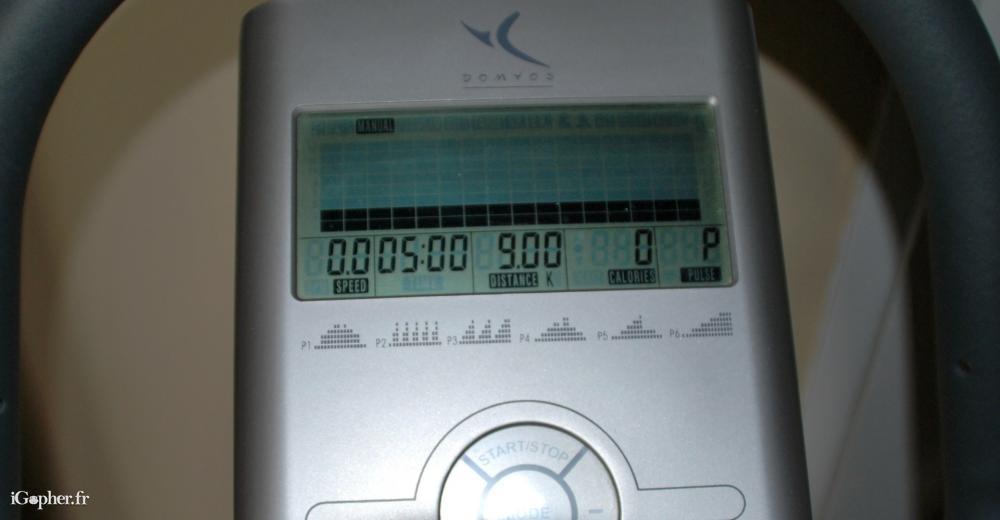 DOMYOS
MANUAL
0.0 05:00 9.00 0 P
SPEED DISTANCE K CALORIES PULSE
P1 P2 P3 P4 P5 P6
START/STOP
MODE
iGopher.fr